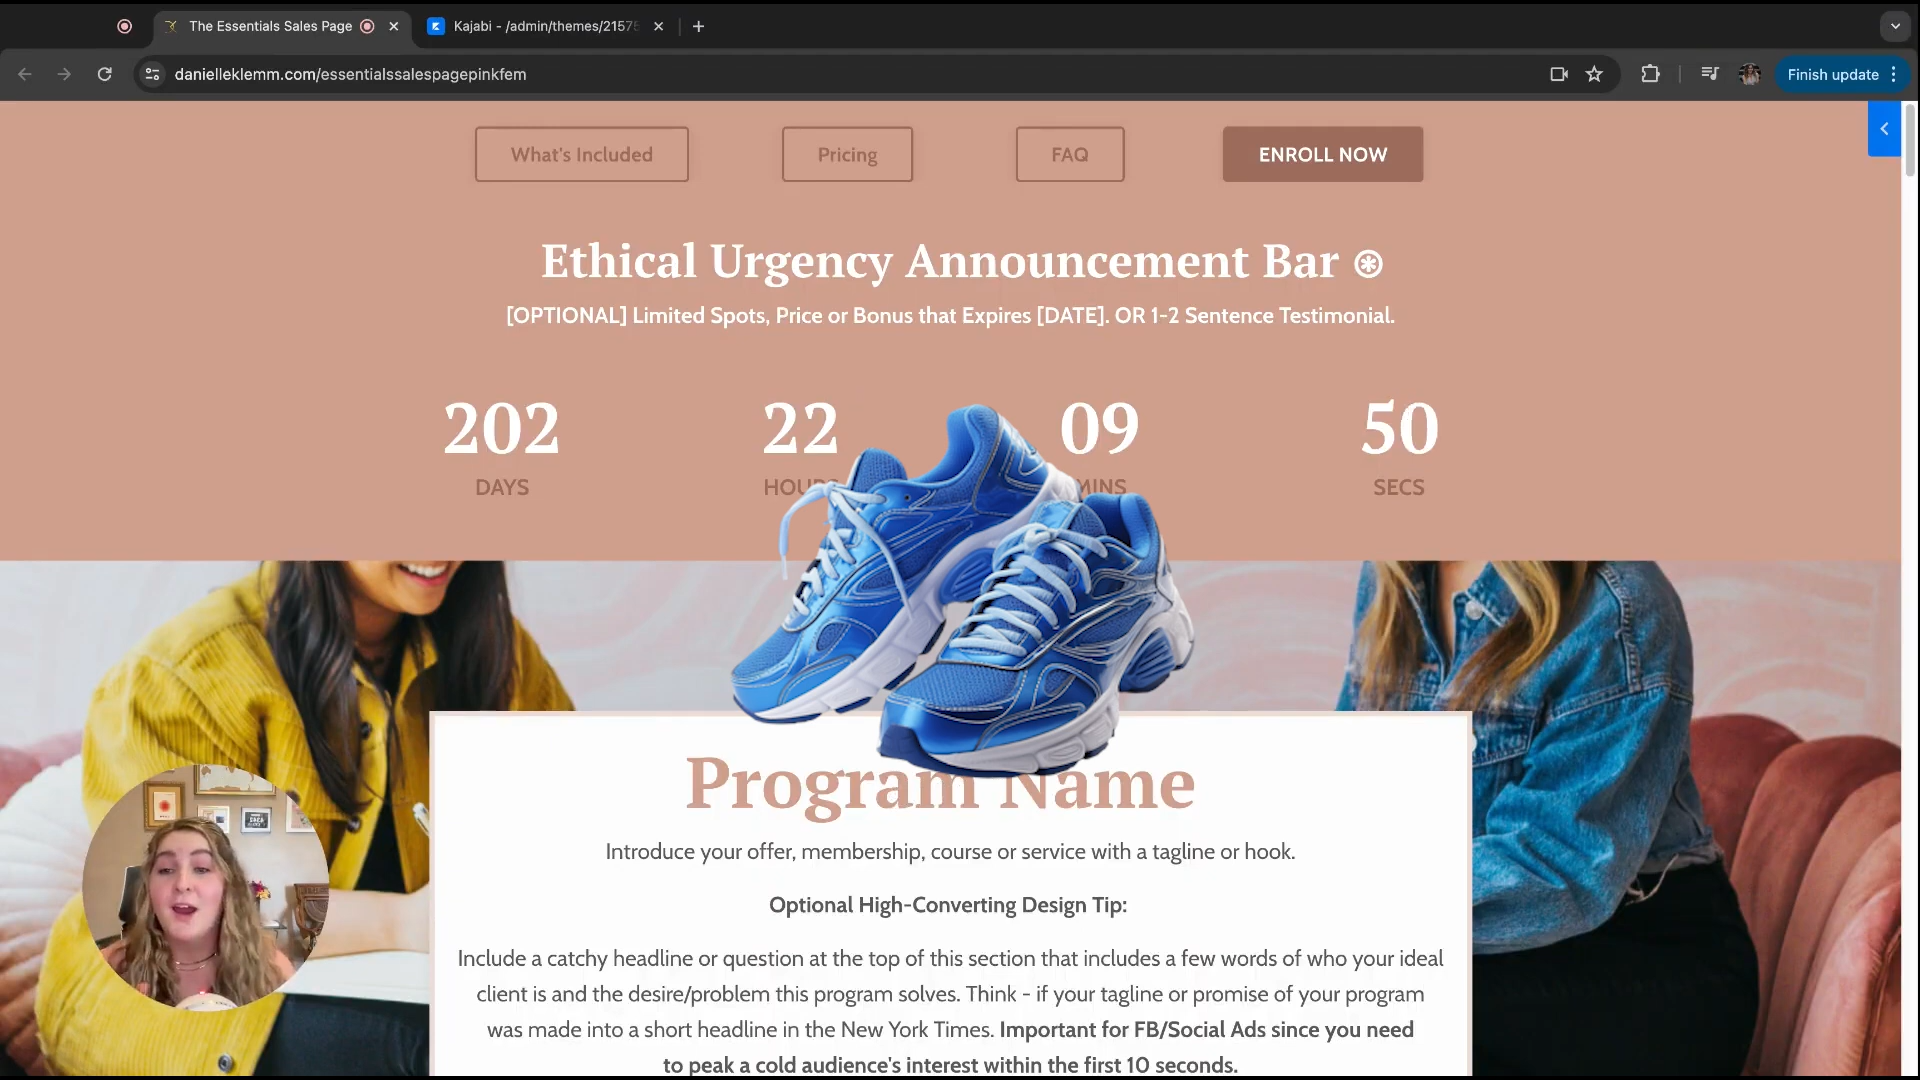 The Essentials Sales Page
Kajabi - /admin/themes/2157
danielleklemm.com/essentialssalespagepinkfem
Finish update
What's Included
Pricing
FAQ
ENROLL NOW
Ethical Urgency Announcement Bar
[OPTIONAL] Limited Spots, Price or Bonus that Expires [DATE]. OR 1-2 Sentence Testimonial.
202
22
09
50
DAYS
HOURS
MINS
SECS
Program Name
Introduce your offer, membership, course or service with a tagline or hook.
Optional High-Converting Design Tip:
Include a catchy headline or question at the top of this section that includes a few words of who your ideal
client is and the desire/problem this program solves. Think - if your tagline or promise of your program
was made into a short headline in the New York Times. Important for FB/Social Ads since you need
to peak a cold audience's interest within the first 10 seconds.